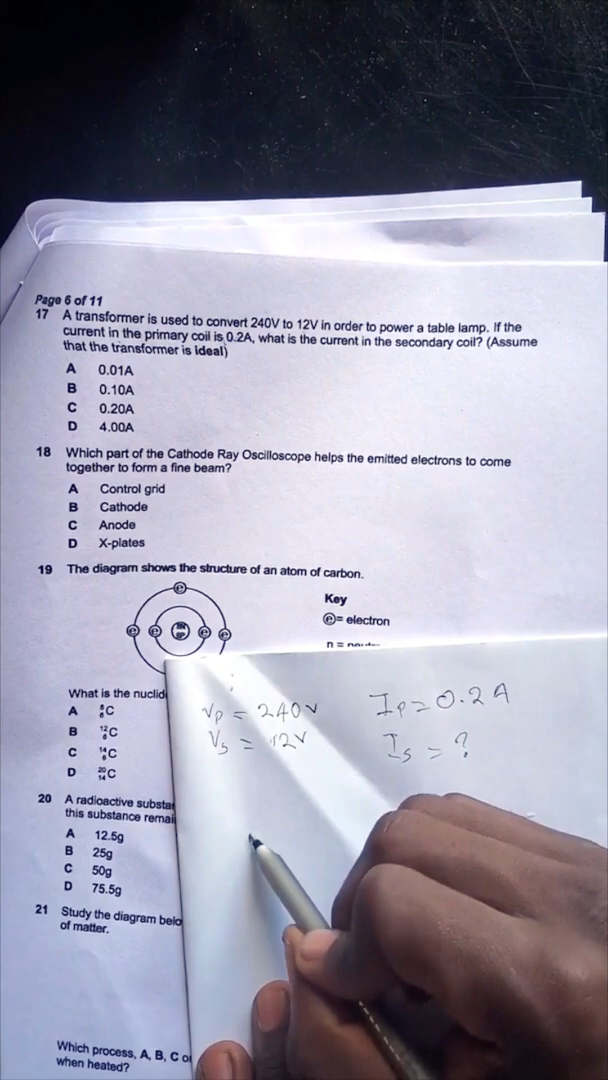 Page 6 of 11
17 A transformer is used to convert 240V to 12V in order to power a table lamp. If the
current in the primary coil is 0.2A, what is the current in the secondary coil? (Assume
that the transformer is ideal)
A 0.01A
B 0.10A
C 0.20A
D 4.00A
18 Which part of the Cathode Ray Oscilloscope helps the emitted electrons to come
together to form a fine beam?
A Control grid
B Cathode
C Anode
D X-plates
19 The diagram shows the structure of an atom of carbon.
Key
e = electron
n =
What is the nuclid
A C
B 12 6 C
C 14 6 C
D 20 14 C
20 A radioactive substa
this substance remai
A 12.5g
B 25g
C 50g
D 75.5g
21 Study the diagram belo
of matter.
Which process, A, B, C o
when heated?
Vp = 240V
Vs = 12V
Ip = 0.2A
Is = ?